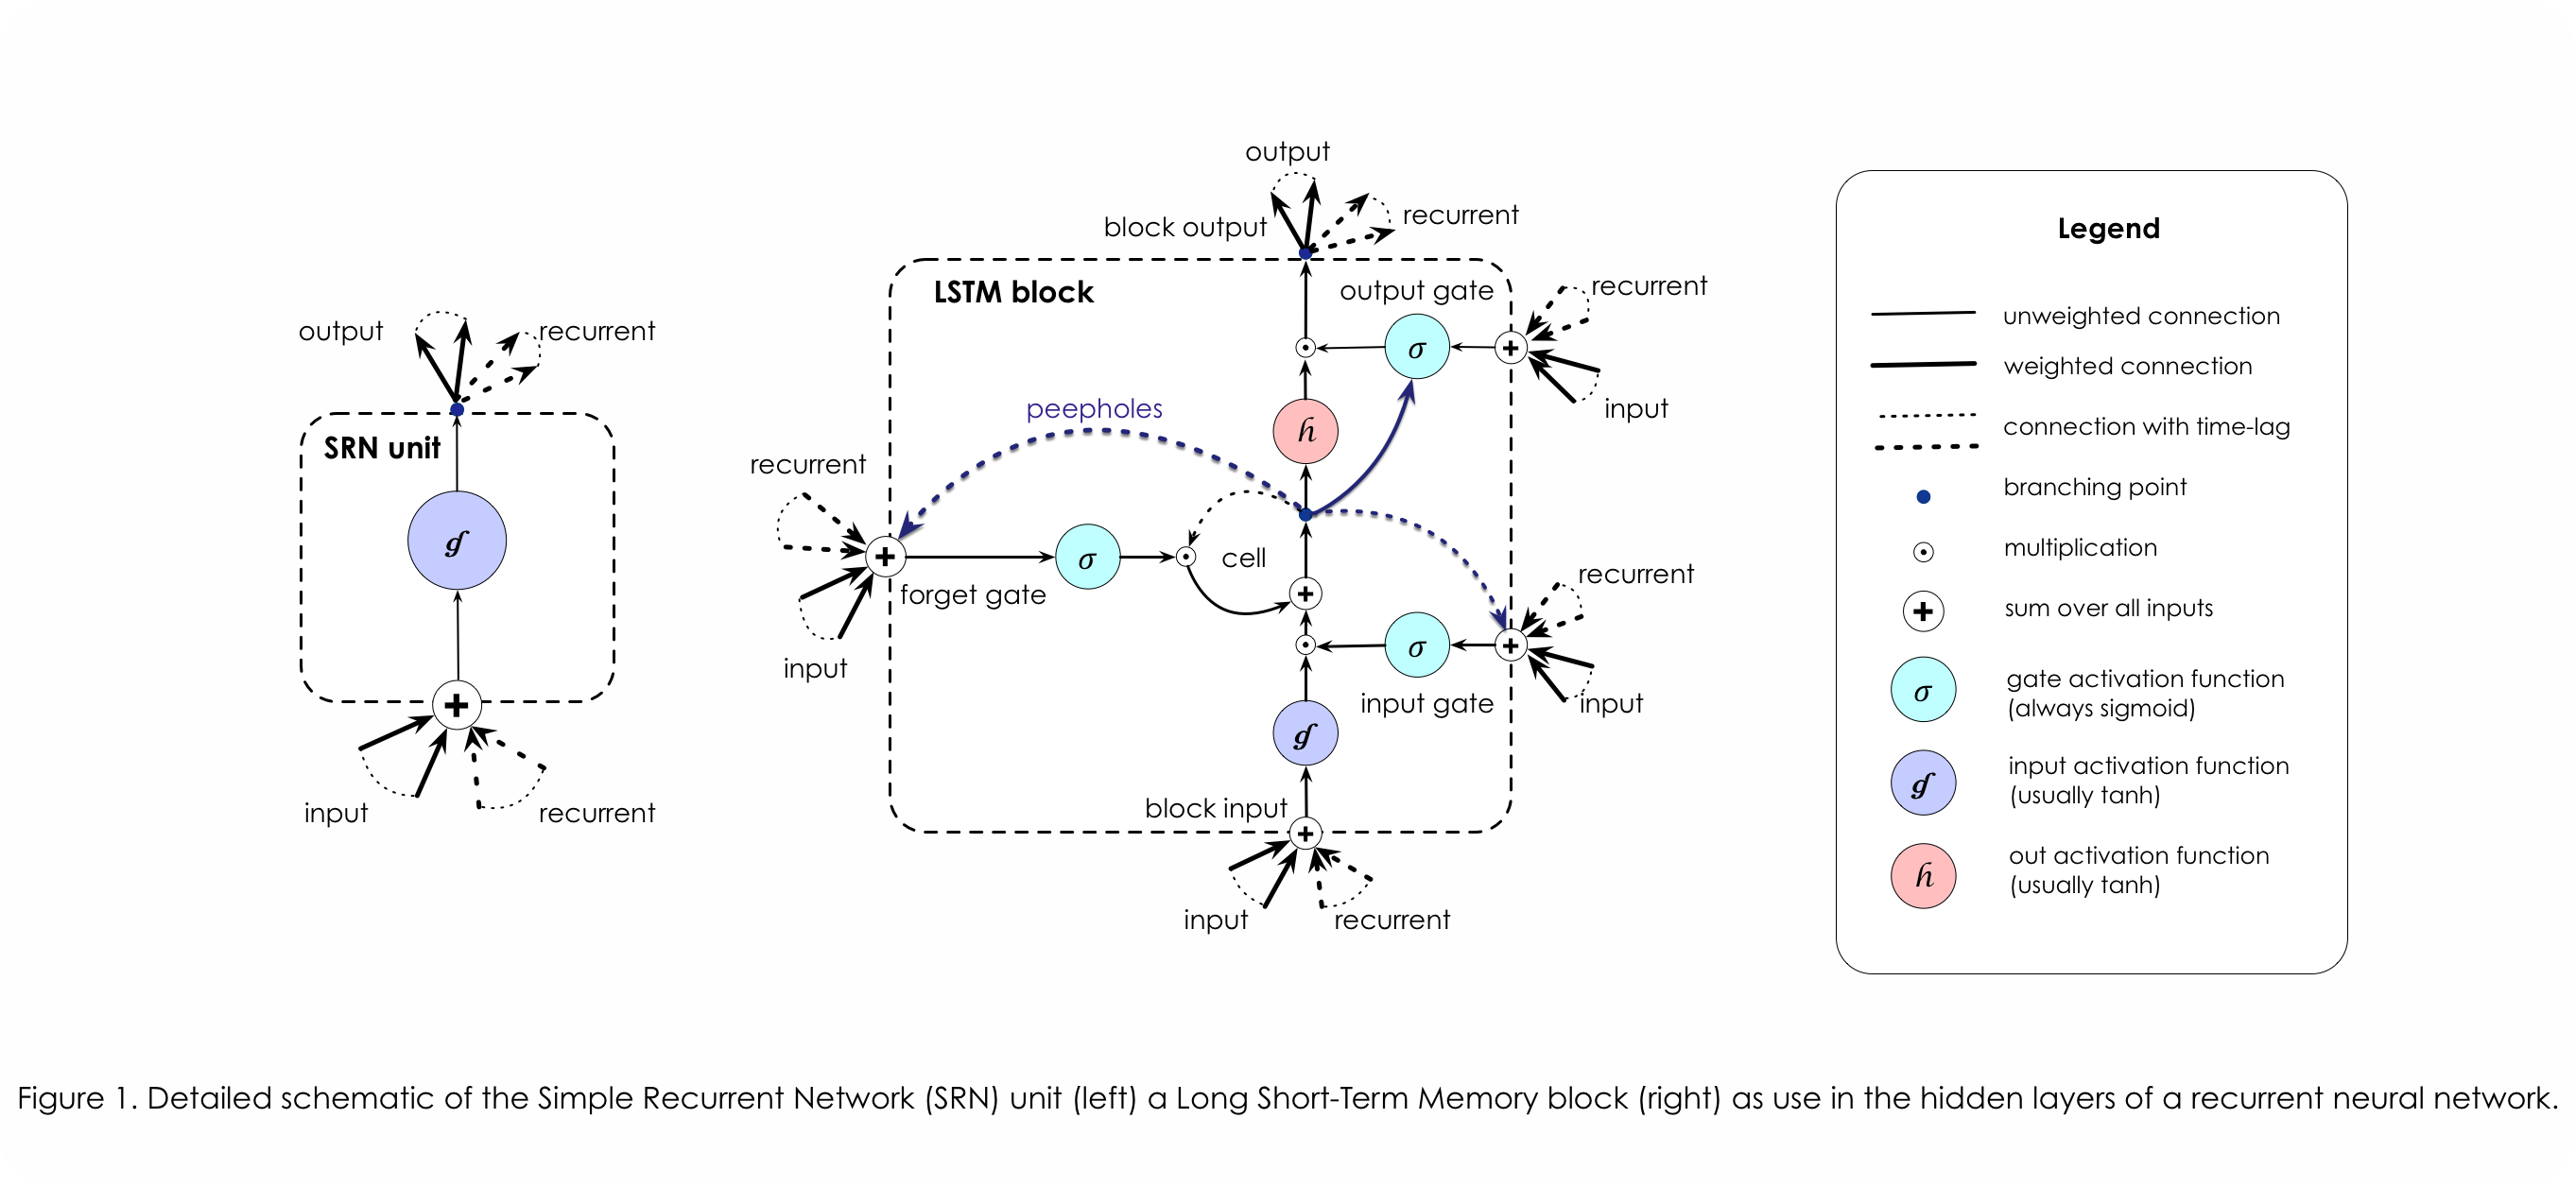 output
recurrent
SRN unit
g
+
input
recurrent
output
block output
recurrent
LSTM block
output gate
recurrent
σ
+
input
peepholes
h
recurrent
+
σ
cell
forget gate
input
+
recurrent
σ
+
input gate
input
g
block input
+
input
recurrent
Legend
unweighted connection
weighted connection
connection with time-lag
branching point
multiplication
+ sum over all inputs
σ gate activation function
(always sigmoid)
g input activation function
(usually tanh)
h out activation function
(usually tanh)
Figure 1. Detailed schematic of the Simple Recurrent Network (SRN) unit (left) a Long Short-Term Memory block (right) as use in the hidden layers of a recurrent neural network.